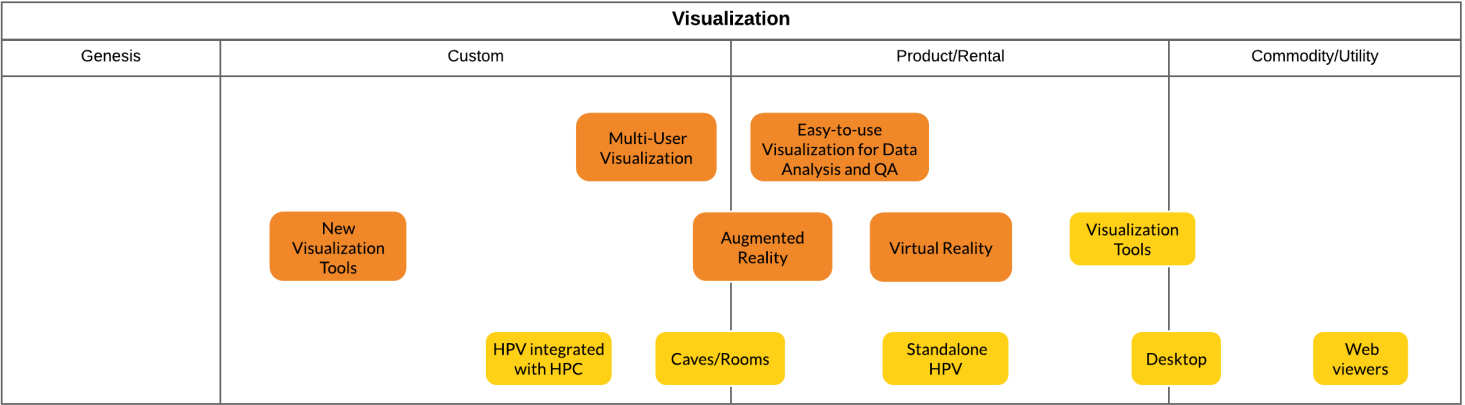 Visualization
Genesis
Custom
Product/Rental
Commodity/Utility
Multi-User
Visualization
Easy-to-use
Visualization for Data
Analysis and QA
New
Visualization
Tools
Augmented
Reality
Virtual Reality
Visualization
Tools
HPV integrated
with HPC
Caves/Rooms
Standalone
HPV
Desktop
Web
viewers